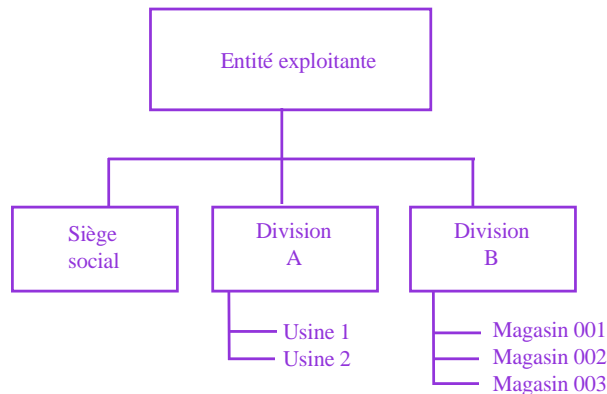 Entité exploitante
Siège
social
Division
A
Division
B
Usine 1
Usine 2
Magasin 001
Magasin 002
Magasin 003